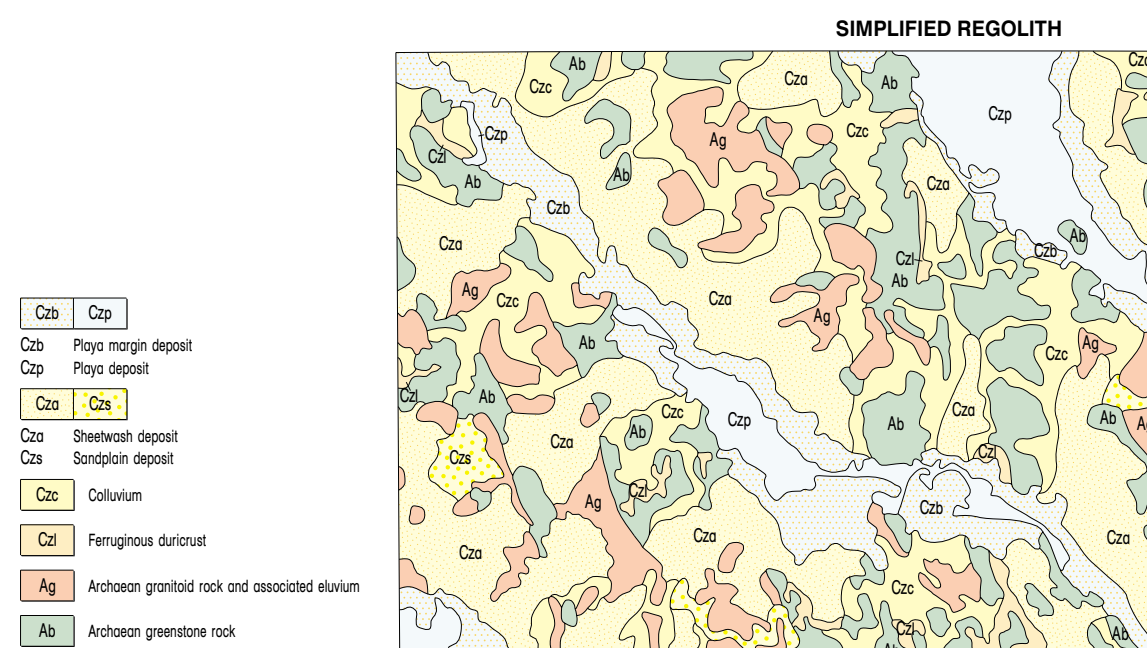 SIMPLIFIED REGOLITH
Cza
Ab
Czc
Cza
Ab
Czp
Czc
Czp
Ag
Czl
Ab
Ab
Cza
Czb
Ab
Cza
Czb
Czl
Ab
Ag
Czc
Cza
Ag
Czb Czp
Czb Playa margin deposit
Czp Playa deposit
Ab
Ag
Czc
Cza Czs
Czl
Ab
Czc
Cza
Ab
Czp
Ab
Cza Sheetwash deposit
Czs Sandplain deposit
Ab
Cza
Czl
Czs
Czc Colluvium
Czl
Ag
Czb
Czl Ferruginous duricrust
Cza
Cza
Cza
Ag Archaean granitoid rock and associated eluvium
Czc
Ab Archaean greenstone rock
Czl
Ab